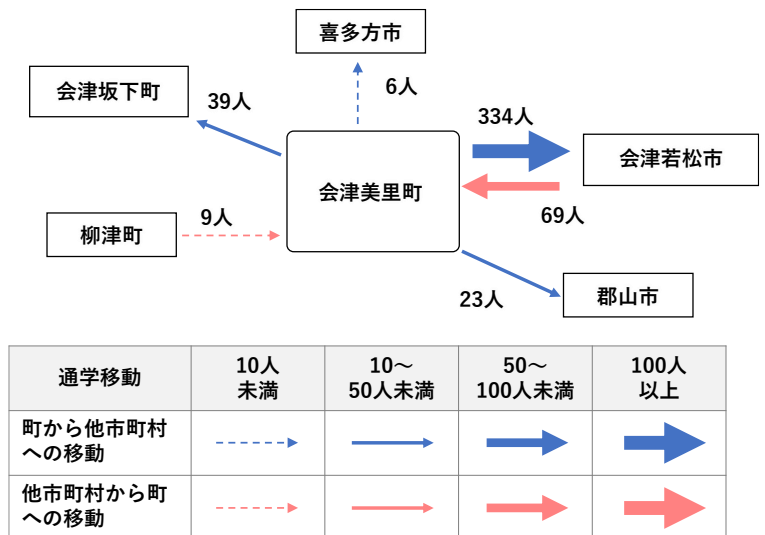 喜多方市
会津坂下町
39人
6人
334人
会津若松市
会津美里町
柳津町
9人
69人
23人
郡山市
通学移動
10人
未満
10～
50人未満
50～
100人未満
100人
以上
町から他市町村
への移動
他市町村から町
への移動